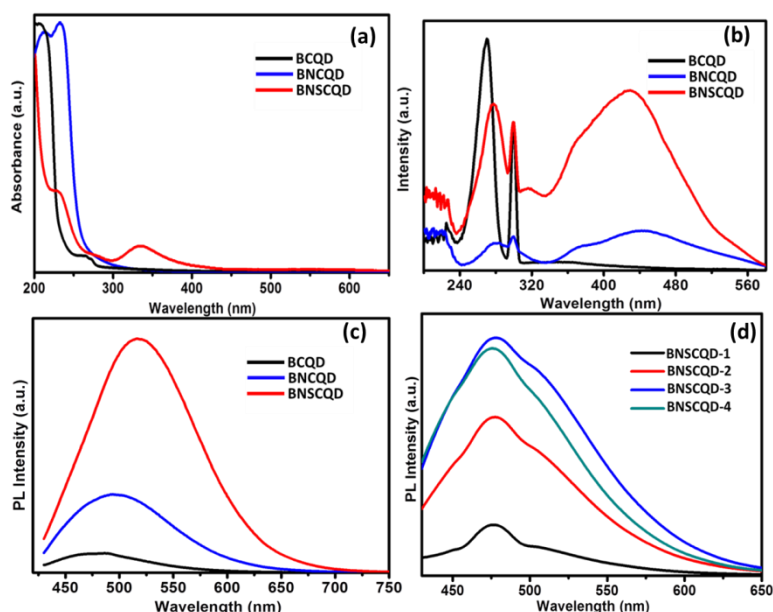 (a)
BCQD
BNCQD
BNSCQD
Absorbance (a.u.)
200 300 400 500 600
Wavelength (nm)
(b)
BCQD
BNCQD
BNSCQD
Intensity (a.u.)
240 320 400 480 560
Wavelength (nm)
(c)
BCQD
BNCQD
BNSCQD
PL Intensity (a.u.)
450 500 550 600 650 700 750
Wavelength (nm)
(d)
BNSCQD-1
BNSCQD-2
BNSCQD-3
BNSCQD-4
PL Intensity (a.u.)
450 500 550 600 650
Wavelength (nm)